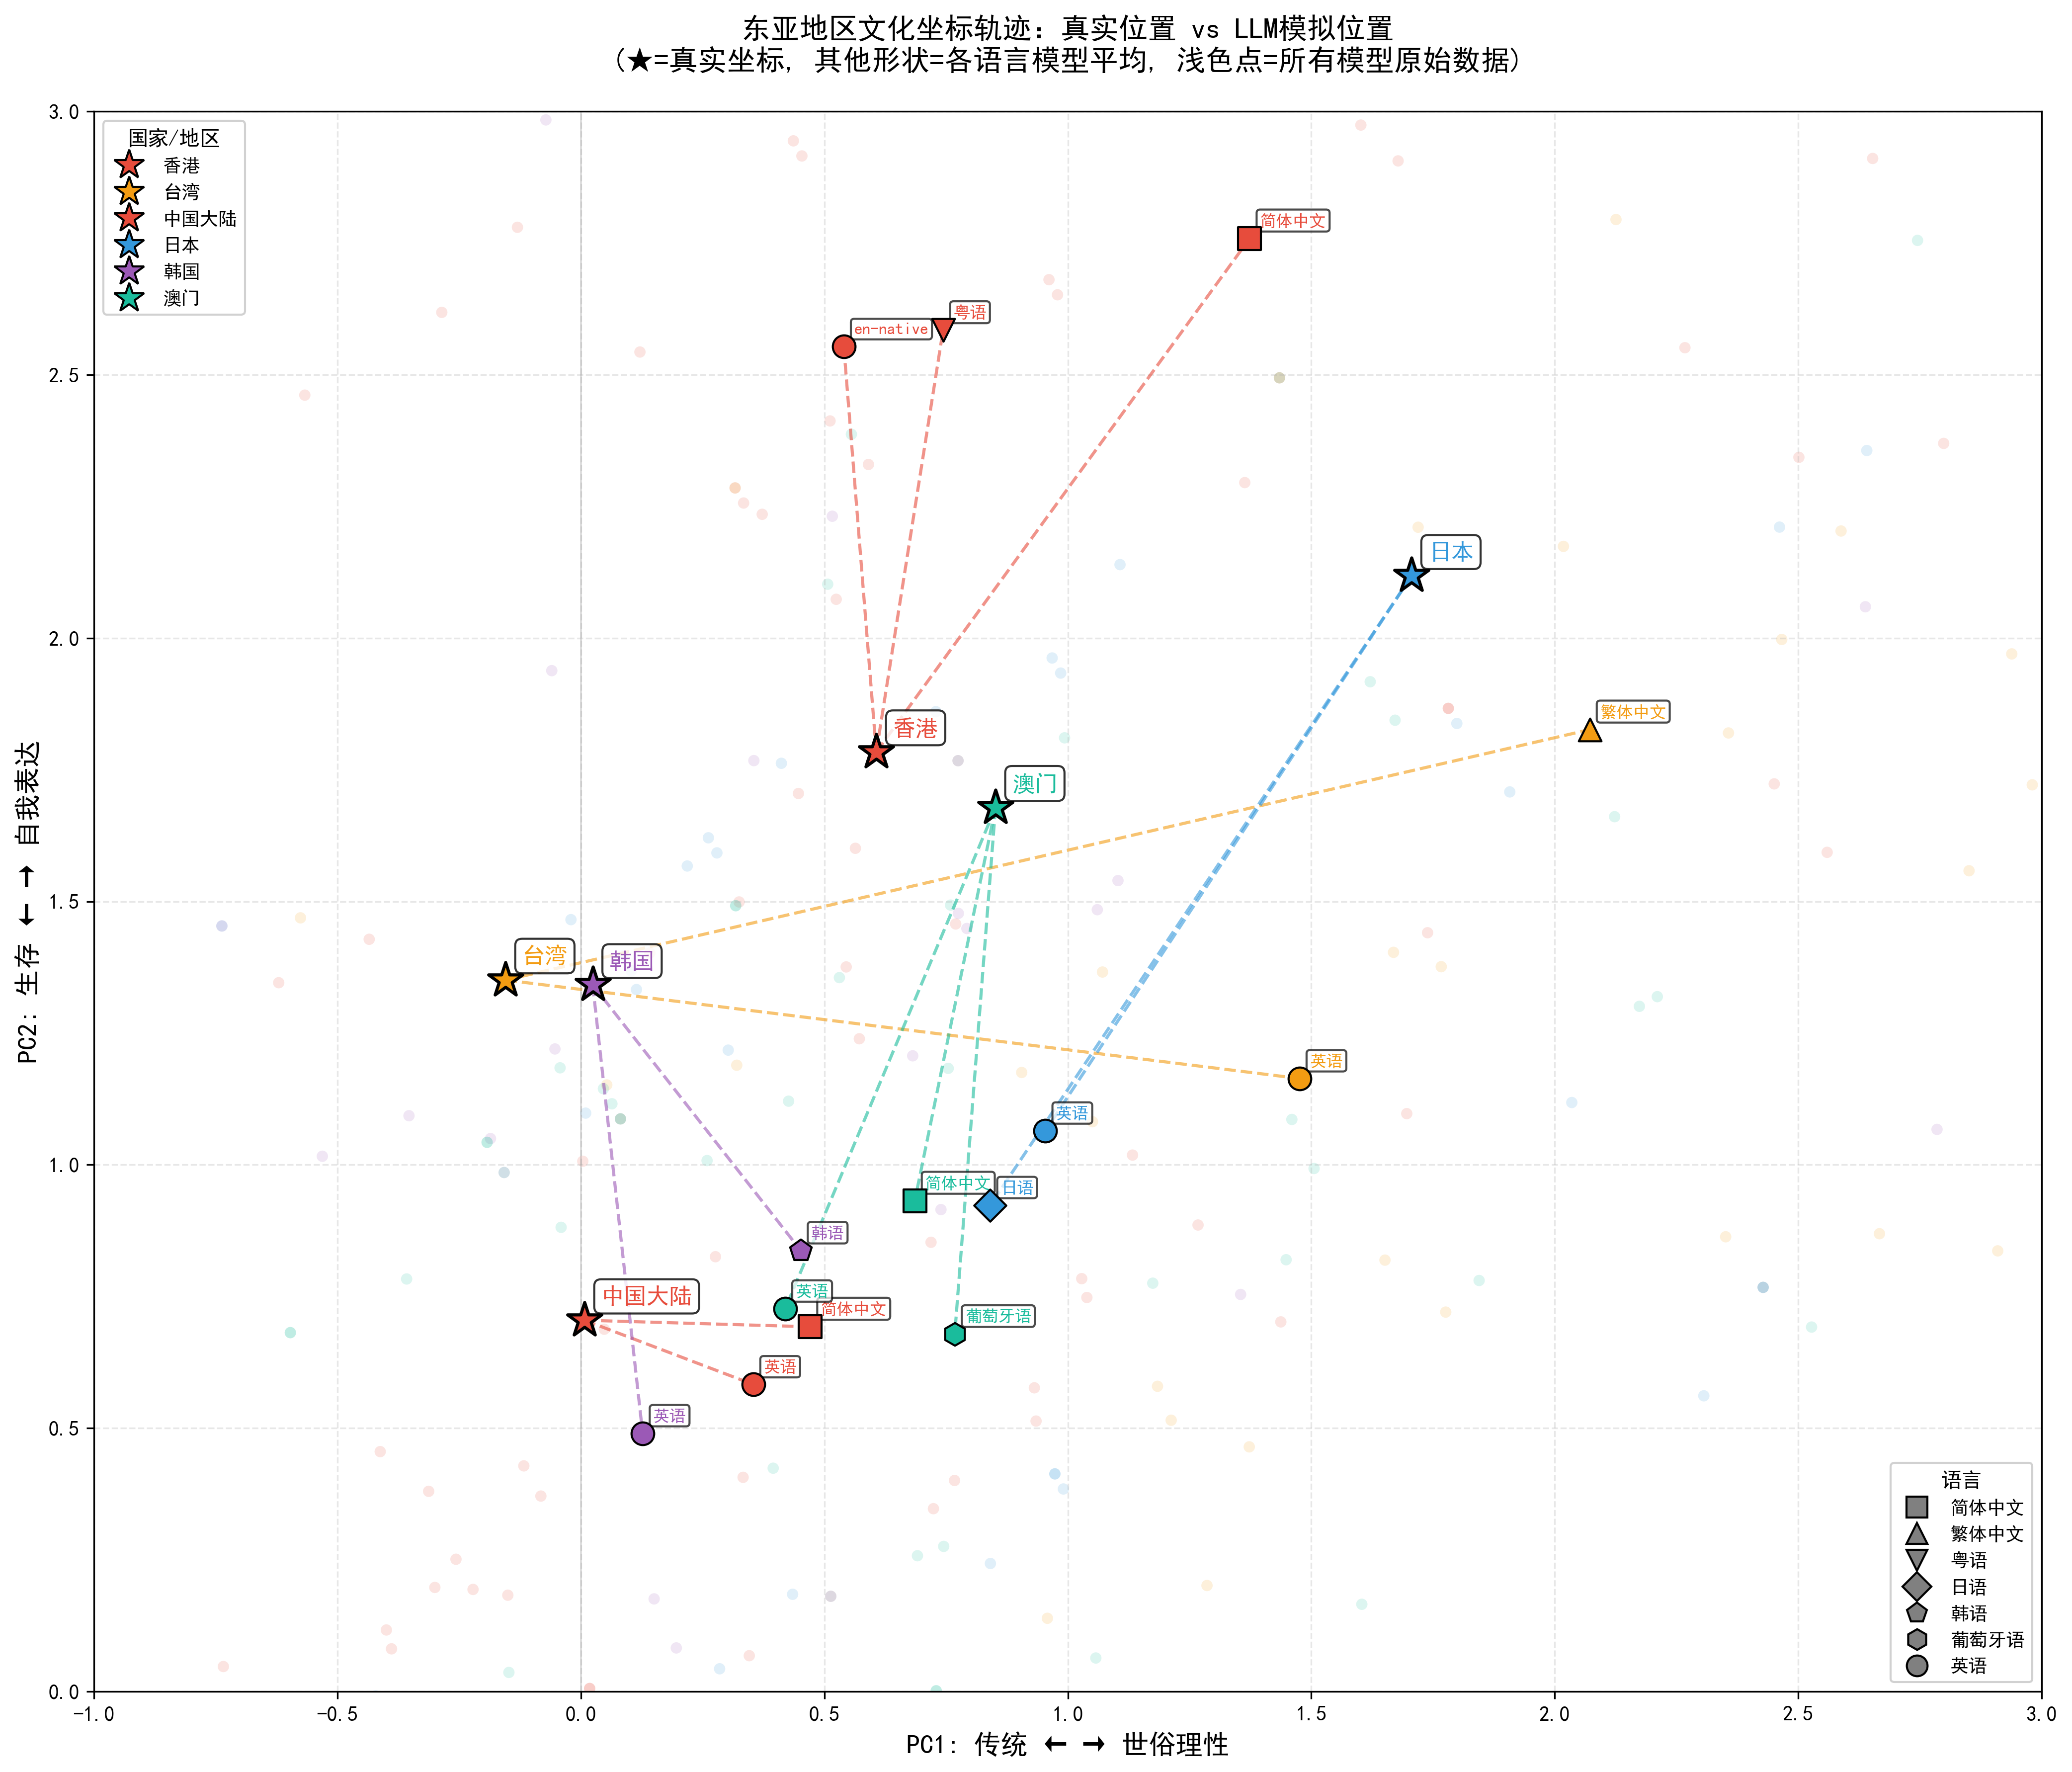 东亚地区文化坐标轨迹：真实位置 vs LLM模拟位置
(★=真实坐标, 其他形状=各语言模型平均, 浅色点=所有模型原始数据)
国家/地区
香港
台湾
中国大陆
日本
韩国
澳门
简体中文
en-native
粤语
日本
繁体中文
香港
澳门
台湾
韩国
英语
英语
简体中文
日语
韩语
中国大陆
英语
简体中文
葡萄牙语
英语
英语
语言
简体中文
繁体中文
粤语
日语
韩语
葡萄牙语
英语
PC2: 生存 ← → 自我表达
3.0
2.5
2.0
1.5
1.0
0.5
0.0
-1.0
-0.5
0.0
0.5
1.0
1.5
2.0
2.5
3.0
PC1: 传统 ← → 世俗理性